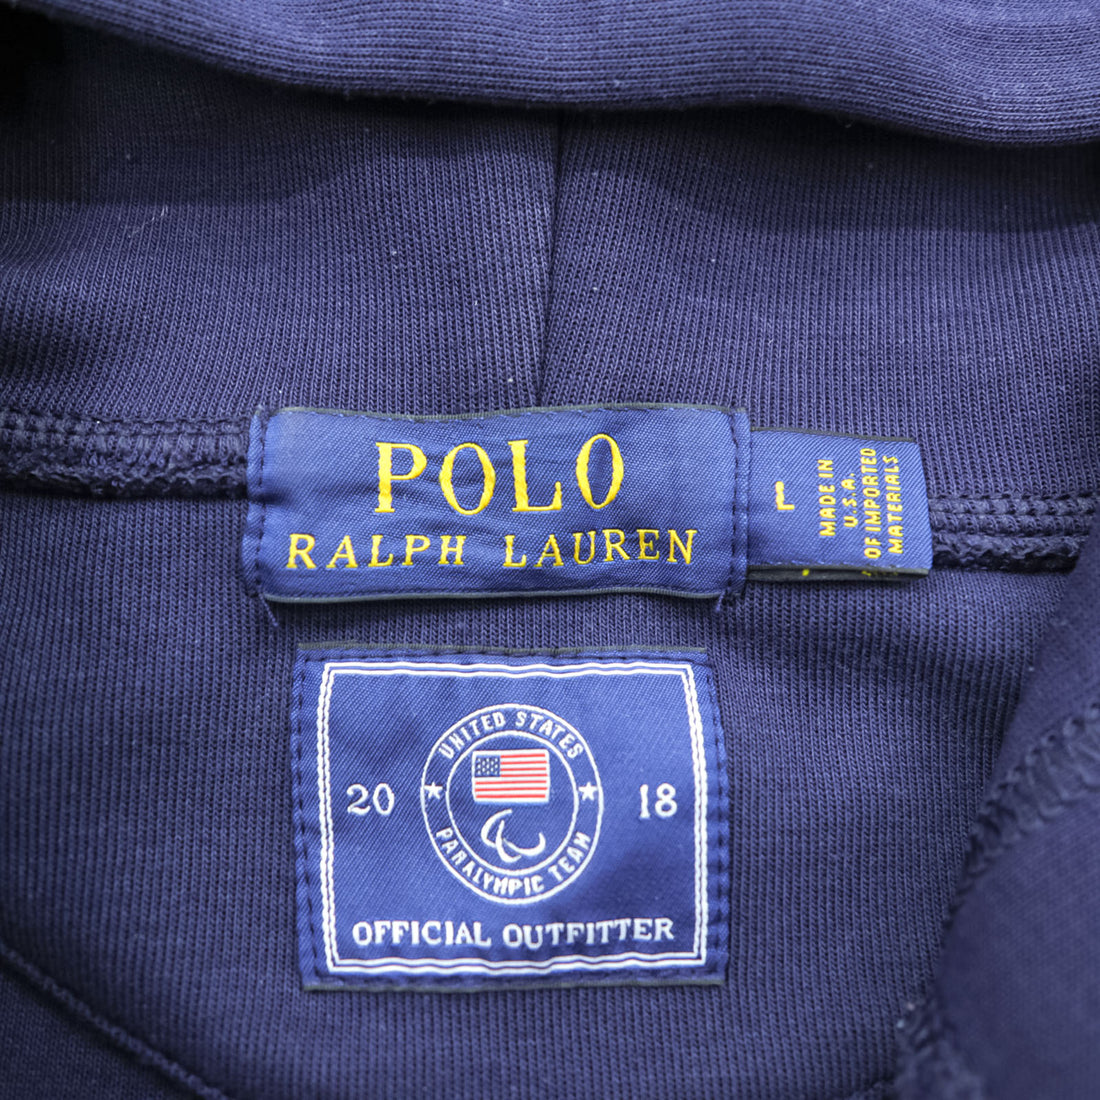 POLO
RALPH LAUREN
L
MADE IN
U.S.A.
OF IMPORTED
MATERIALS
UNITED STATES
20 18
PARALYMPIC TEAM
OFFICIAL OUTFITTER